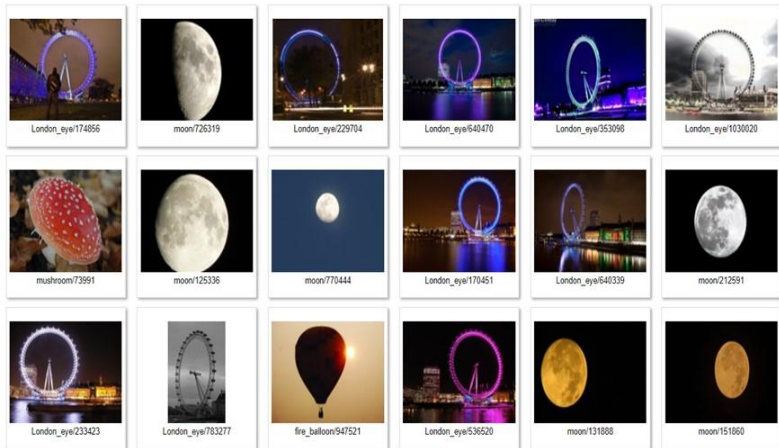 London_eye/174856
moon/726319
London_eye/229704
London_eye/640470
London_eye/353098
London_eye/1030020
mushroom/73991
moon/125336
moon/770444
London_eye/170451
London_eye/640339
moon/212591
London_eye/233423
London_eye/783277
fire_balloon/947521
London_eye/536520
moon/131888
moon/151860